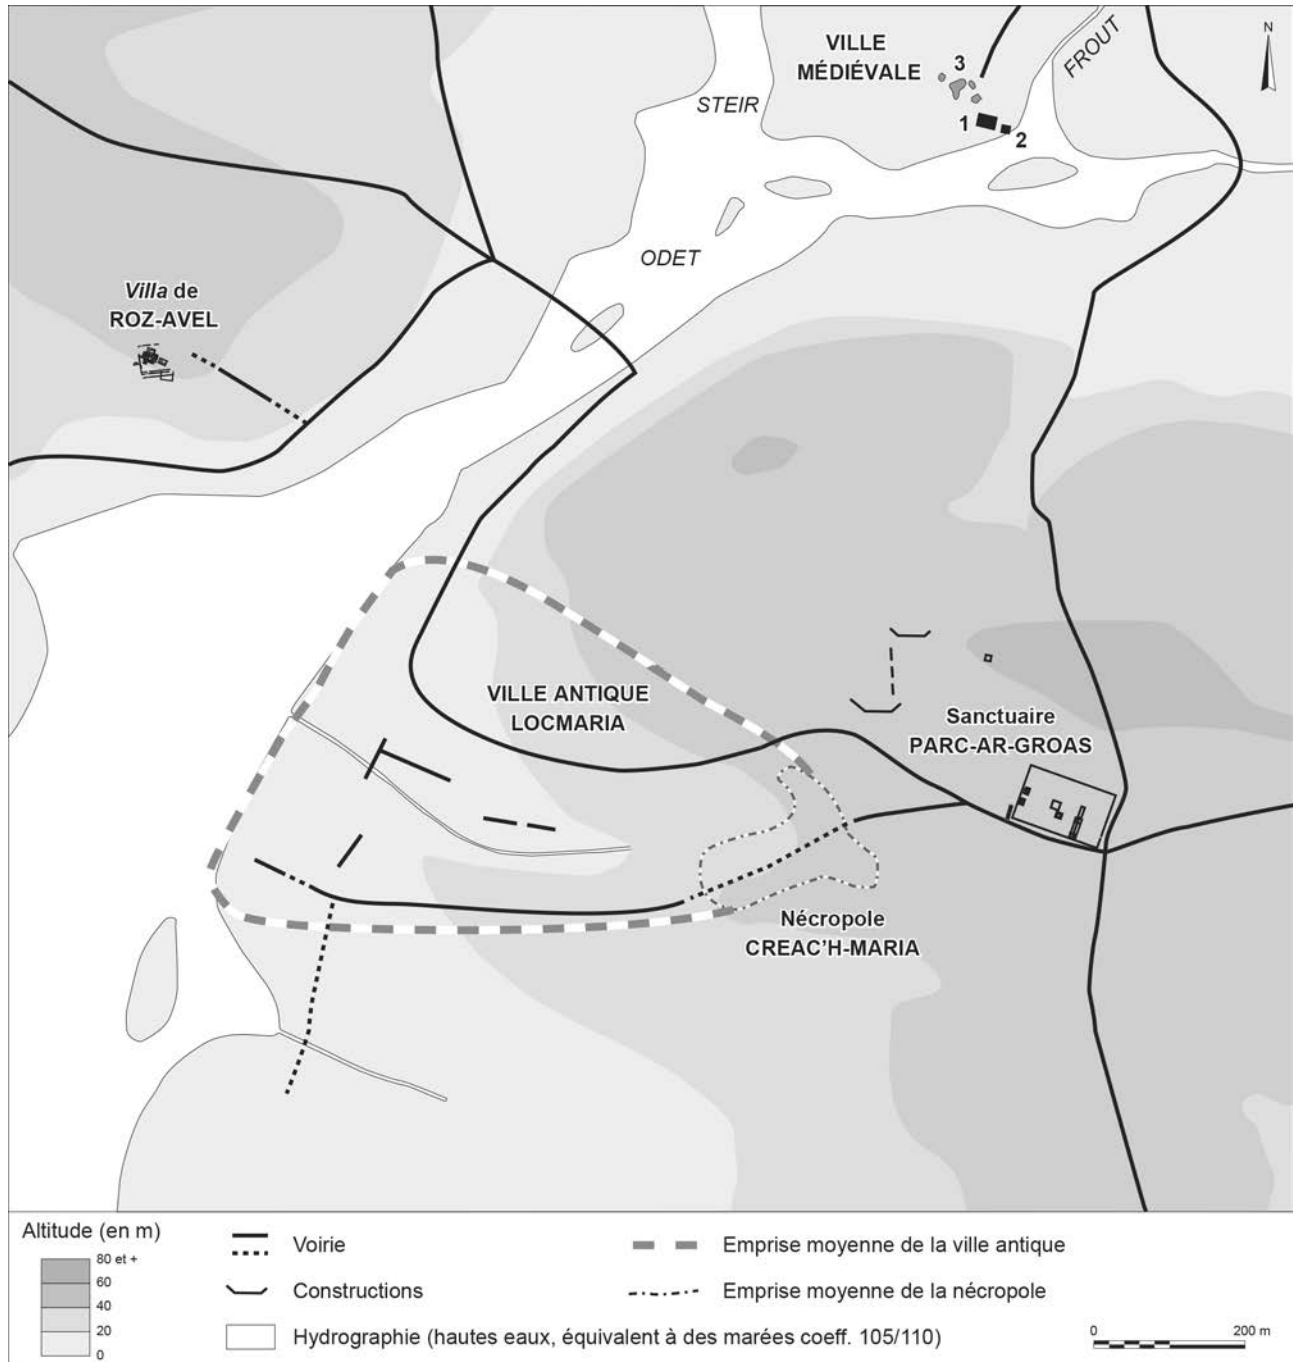 VILLE
MÉDIÉVALE
3
1
2
FROUT
N
STEIR
ODET
Villa de
ROZ-AVEL
VILLE ANTIQUE
LOCMARIA
Sanctuaire
PARC-AR-GROAS
Nécropole
CREAC'H-MARIA
Altitude (en m)
80 et +
60
40
20
0
Voirie
Constructions
Hydrographie (hautes eaux, équivalent à des marées coeff. 105/110)
Emprise moyenne de la ville antique
Emprise moyenne de la nécropole
0 200 m